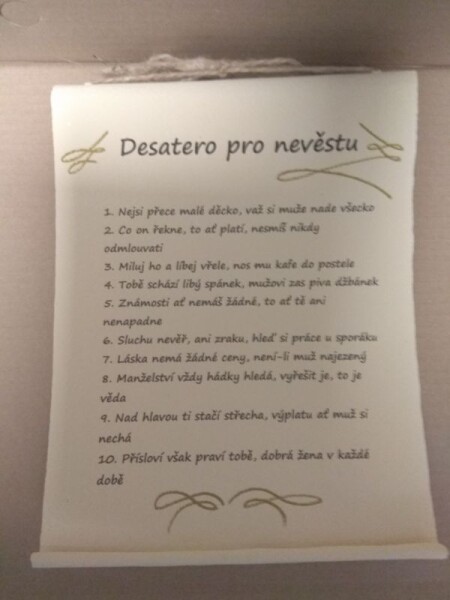 Desatero pro nevěstu
1. Nejsi přece malé děcko, važ si muže nade všecko
2. Co on řekne, to ať platí, nesmíš nikdy
odmlouvati
3. Miluj ho a líbej vřele, nos mu kafe do postele
4. Tobě schází libý spánek, mužovi zas piva džbánek
5. Známosti ať nemáš žádné, to ať tě ani
nenapadne
6. Sluchu nevěř, ani zraku, hleď si práce u sporáku
7. Láska nemá žádné ceny, není-li muž najezený
8. Manželství vždy hádky hledá, vyřešit je, to je
věda
9. Nad hlavou ti stačí střecha, výplatu ať muž si
nechá
10. Přísloví však praví tobě, dobrá žena v každé
době